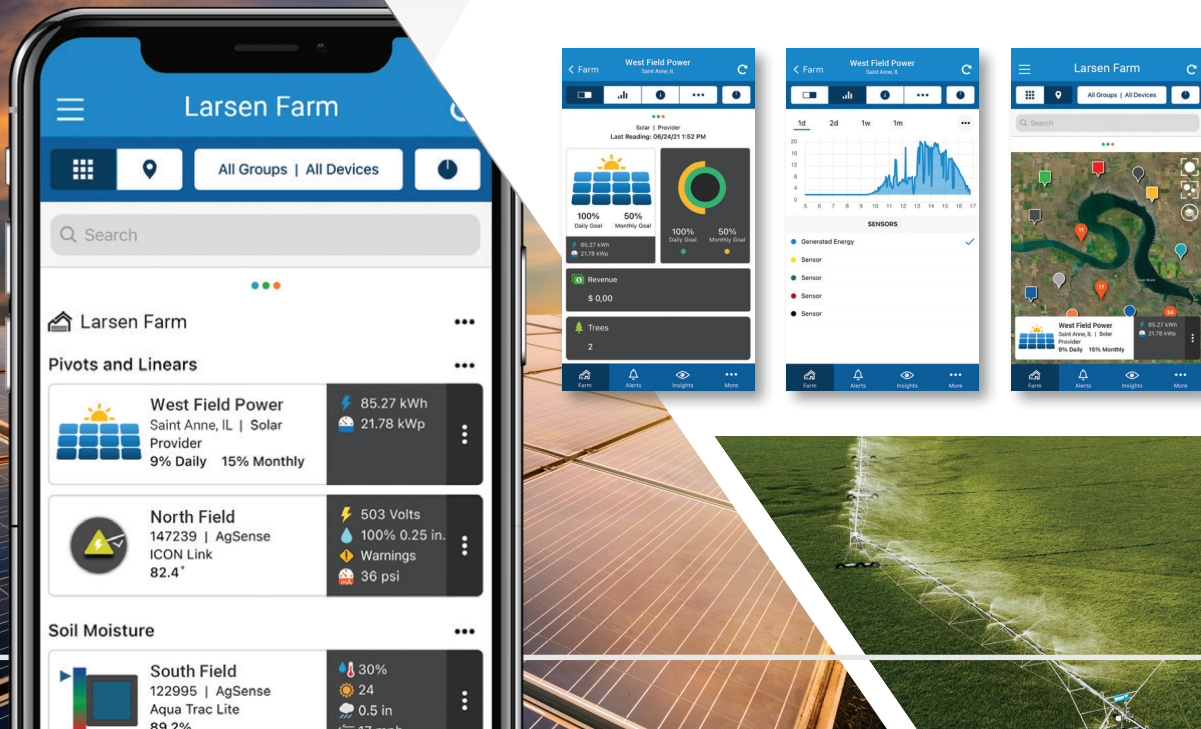 Larsen Farm
All Groups | All Devices
Search
Larsen Farm
Pivots and Linears
West Field Power
Saint Anne, IL | Solar
Provider
9% Daily 15% Monthly
85.27 kWh
21.78 kWp
North Field
147239 | AgSense
ICON Link
82.4°
503 Volts
100% 0.25 in.
Warnings
36 psi
Soil Moisture
South Field
122995 | AgSense
Aqua Trac Lite
89.2%
30%
24
0.5 in
17 mph
Farm
West Field Power
Saint Anne, IL
Solar | Provider
Last Reading: 06/24/21 1:52 PM
100% 50%
Daily Goal Monthly Goal
85.27 kWh
21.78 kWp
100% 50%
Daily Goal Monthly Goal
Revenue
$ 0,00
Trees
2
Farm Alerts Insights More
Farm
West Field Power
Saint Anne, IL
1d 2d 1w 1m
20
16
12
8
4
0
5 6 7 8 9 10 11 12 13 14 15 16 17
SENSORS
Generated Energy
Sensor
Sensor
Sensor
Sensor
Farm Alerts Insights More
Larsen Farm
All Groups | All Devices
Search
11
17
34
West Field Power
Saint Anne, IL | Solar
Provider
9% Daily 15% Monthly
85.27 kWh
21.78 kWp
Farm Alerts Insights More